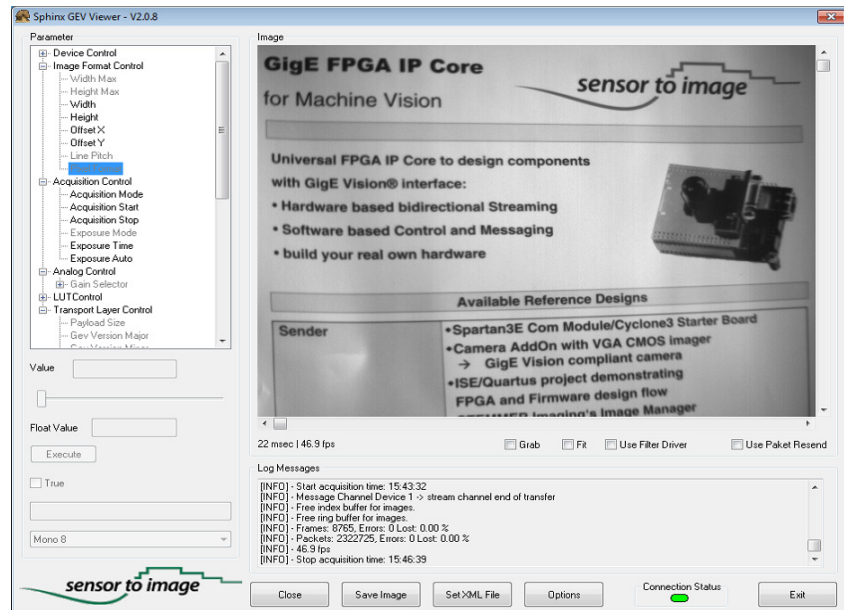 Sphinx GEV Viewer - V2.0.8
Parameter
Device Control
Image Format Control
Width Max
Height Max
Width
Height
Offset X
Offset Y
Line Pitch
Acquisition Control
Acquisition Mode
Acquisition Start
Acquisition Stop
Exposure Mode
Exposure Time
Exposure Auto
Analog Control
Gain Selector
LUTControl
Transport Layer Control
Payload Size
Gev Version Major
Gev Version Minor
Value
Float Value
Execute
True
Mono 8
sensor to image
Image
GigE FPGA IP Core
for Machine Vision
sensor to image
Universal FPGA IP Core to design components
with GigE Vision® interface:
• Hardware based bidirectional Streaming
• Software based Control and Messaging
• build your real own hardware
Available Reference Designs
Sender
•Spartan3E Com Module/Cyclone3 Starter Board
•Camera AddOn with VGA CMOS imager
→ GigE Vision compliant camera
•ISE/Quartus project demonstrating
FPGA and Firmware design flow
STEMMER Imaging's Image Manager
22 msec | 46.9 fps
Grab
Fit
Use Filter Driver
Use Paket Resend
Log Messages
[INFO] - Start acquisition time: 15:43:32
[INFO] - Message Channel Device 1 -> stream channel end of transfer
[INFO] - Free index buffer for images.
[INFO] - Free ring buffer for images.
[INFO] - Frames: 8765, Errors: 0 Lost: 0.00 %
[INFO] - Packets: 2322725, Errors: 0 Lost: 0.00 %
[INFO] - 46.9 fps
[INFO] - Stop acquisition time: 15:46:39
Close
Save Image
Set XML File
Options
Connection Status
Exit